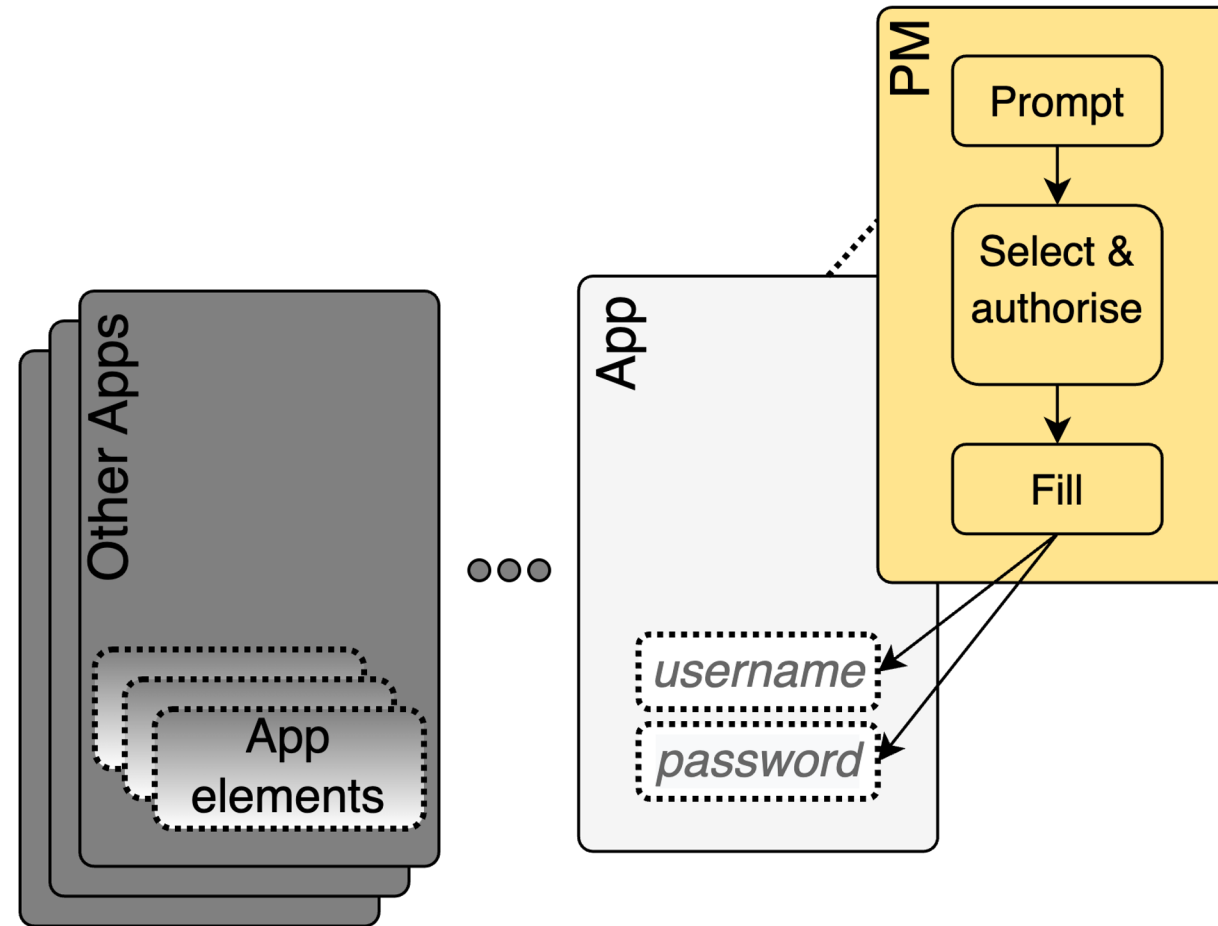 Other Apps
App
elements
App
username
password
PM
Prompt
Select &
authorise
Fill